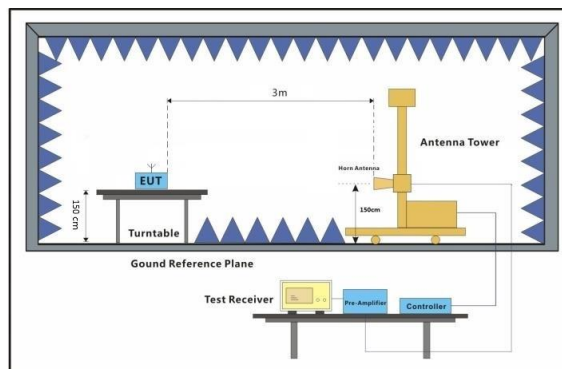 3m
Antenna Tower
Horn Antenna
EUT
150 cm
150cm
Turntable
Gound Reference Plane
Test Receiver
Pre-Amplifier
Controller